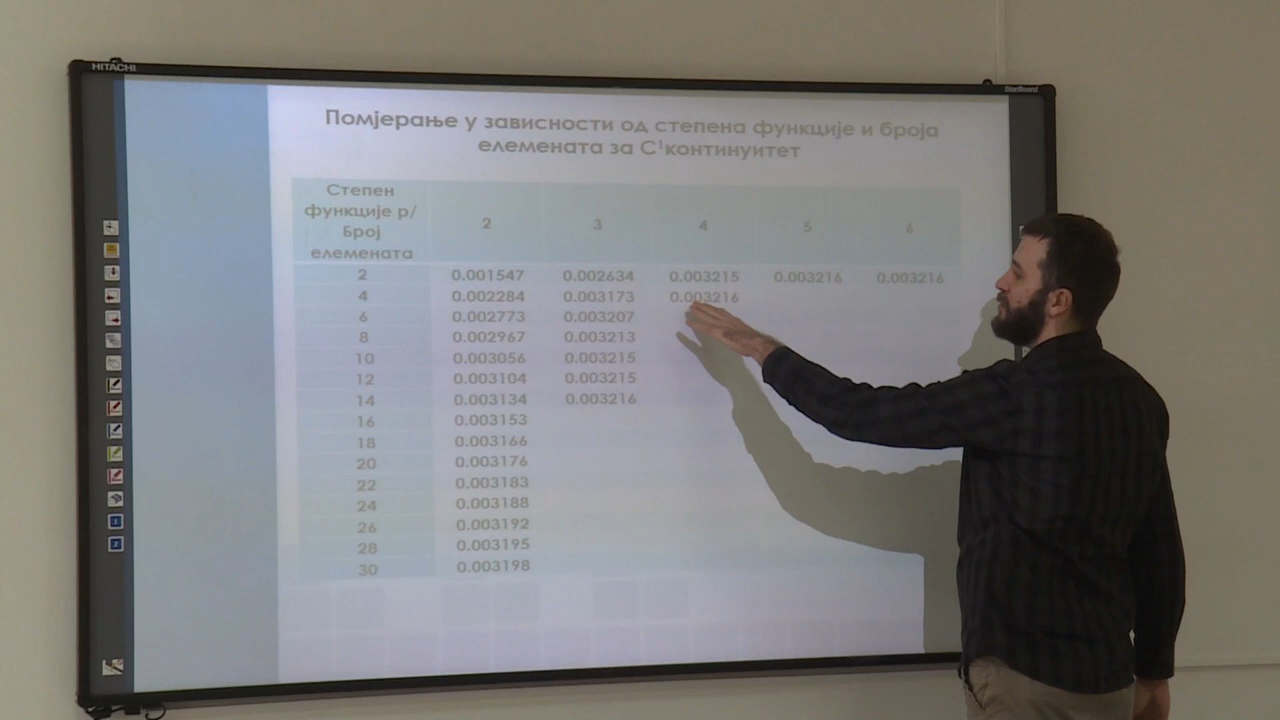 HITACHI
StarBoard
Помјерање у зависности од степена функције и броја
елемената за C¹континуитет
Степен
функције p/
Број
елемената
2 3 4 5 6
2 0.001547 0.002634 0.003215 0.003216 0.003216
4 0.002284 0.003173 0.003216
6 0.002773 0.003207
8 0.002967 0.003213
10 0.003056 0.003215
12 0.003104 0.003215
14 0.003134 0.003216
16 0.003153
18 0.003166
20 0.003176
22 0.003183
24 0.003188
26 0.003192
28 0.003195
30 0.003198
1
2